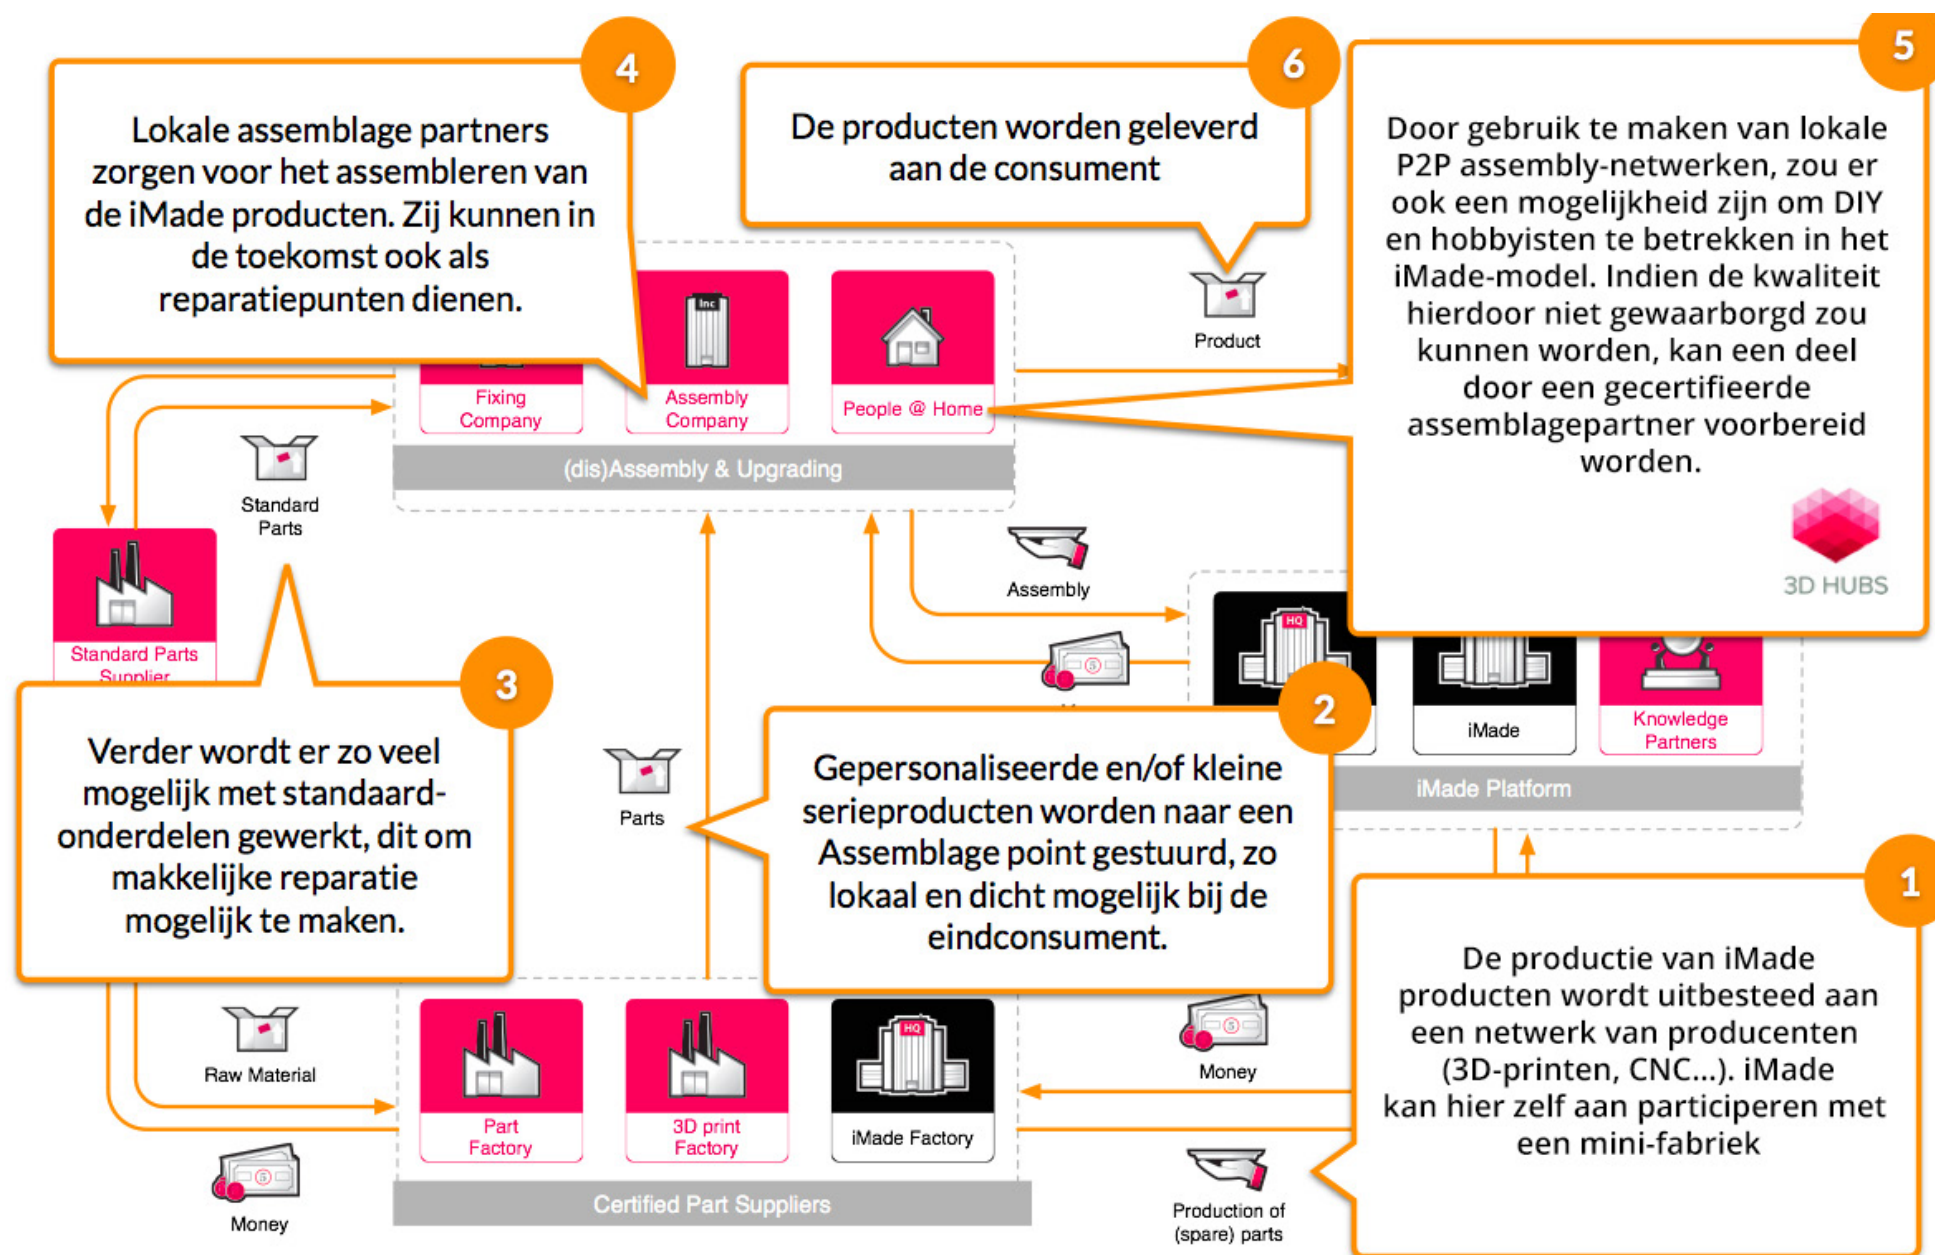 4
Lokale assemblage partners
zorgen voor het assembleren van
de iMade producten. Zij kunnen in
de toekomst ook als
reparatiepunten dienen.
6
De producten worden geleverd
aan de consument
5
Door gebruik te maken van lokale
P2P assembly-netwerken, zou er
ook een mogelijkheid zijn om DIY
en hobbyisten te betrekken in het
iMade-model. Indien de kwaliteit
hierdoor niet gewaarborgd zou
kunnen worden, kan een deel
door een gecertifieerde
assemblagepartner voorbereid
worden.
3D HUBS
Inc
Product
Fixing
Company
Assembly
Company
People @ Home
(dis)Assembly & Upgrading
Standard
Parts
Assembly
Standard Parts
Supplier
HQ
3
Verder wordt er zo veel
mogelijk met standaard-
onderdelen gewerkt, dit om
makkelijke reparatie
mogelijk te maken.
Parts
2
Gepersonaliseerde en/of kleine
serieproducten worden naar een
Assemblage point gestuurd, zo
lokaal en dicht mogelijk bij de
eindconsument.
5
iMade
Knowledge
Partners
iMade Platform
1
De productie van iMade
producten wordt uitbesteed aan
een netwerk van producenten
(3D-printen, CNC...). iMade
kan hier zelf aan participeren met
een mini-fabriek
Raw Material
5
Money
HQ
Part
Factory
3D print
Factory
iMade Factory
5
Money
Certified Part Suppliers
Production of
(spare) parts